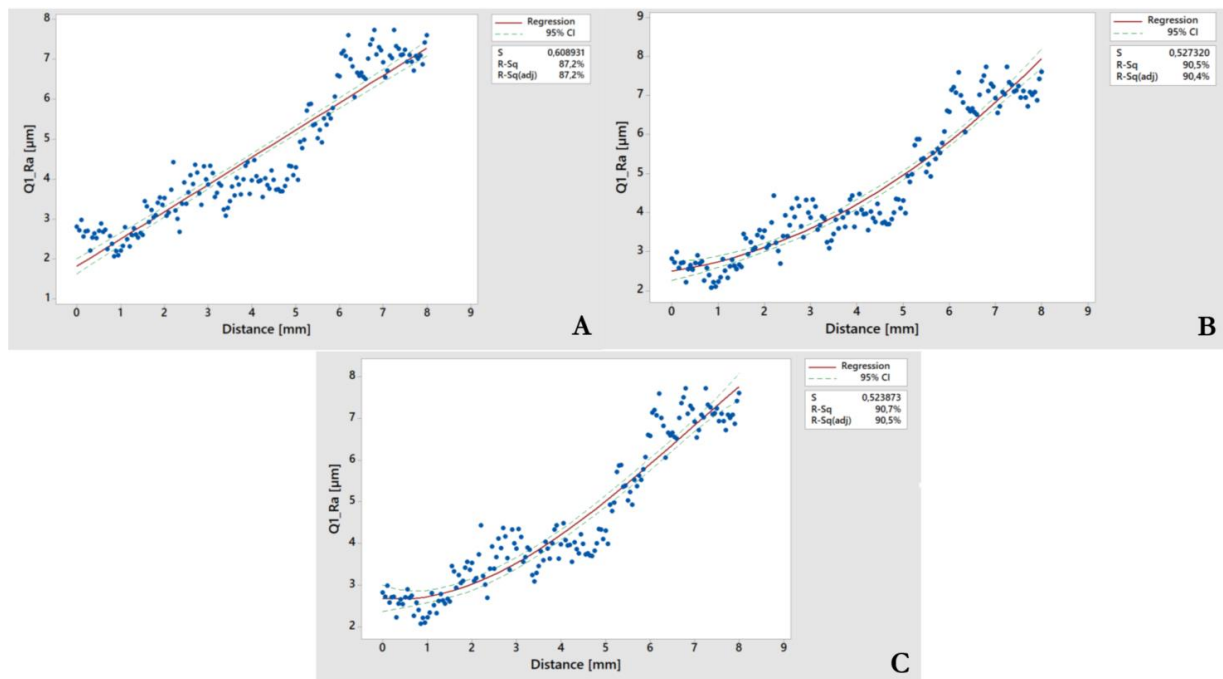 Regression
95% CI
S 0,608931
R-Sq 87,2%
R-Sq(adj) 87,2%
Q1_Ra [µm]
8
7
6
5
4
3
2
1
0 1 2 3 4 5 6 7 8 9
Distance [mm]
A
Regression
95% CI
S 0,527320
R-Sq 90,5%
R-Sq(adj) 90,4%
Q1_Ra [µm]
9
8
7
6
5
4
3
2
0 1 2 3 4 5 6 7 8 9
Distance [mm]
B
Regression
95% CI
S 0,523873
R-Sq 90,7%
R-Sq(adj) 90,5%
Q1_Ra [µm]
8
7
6
5
4
3
2
0 1 2 3 4 5 6 7 8 9
Distance [mm]
C